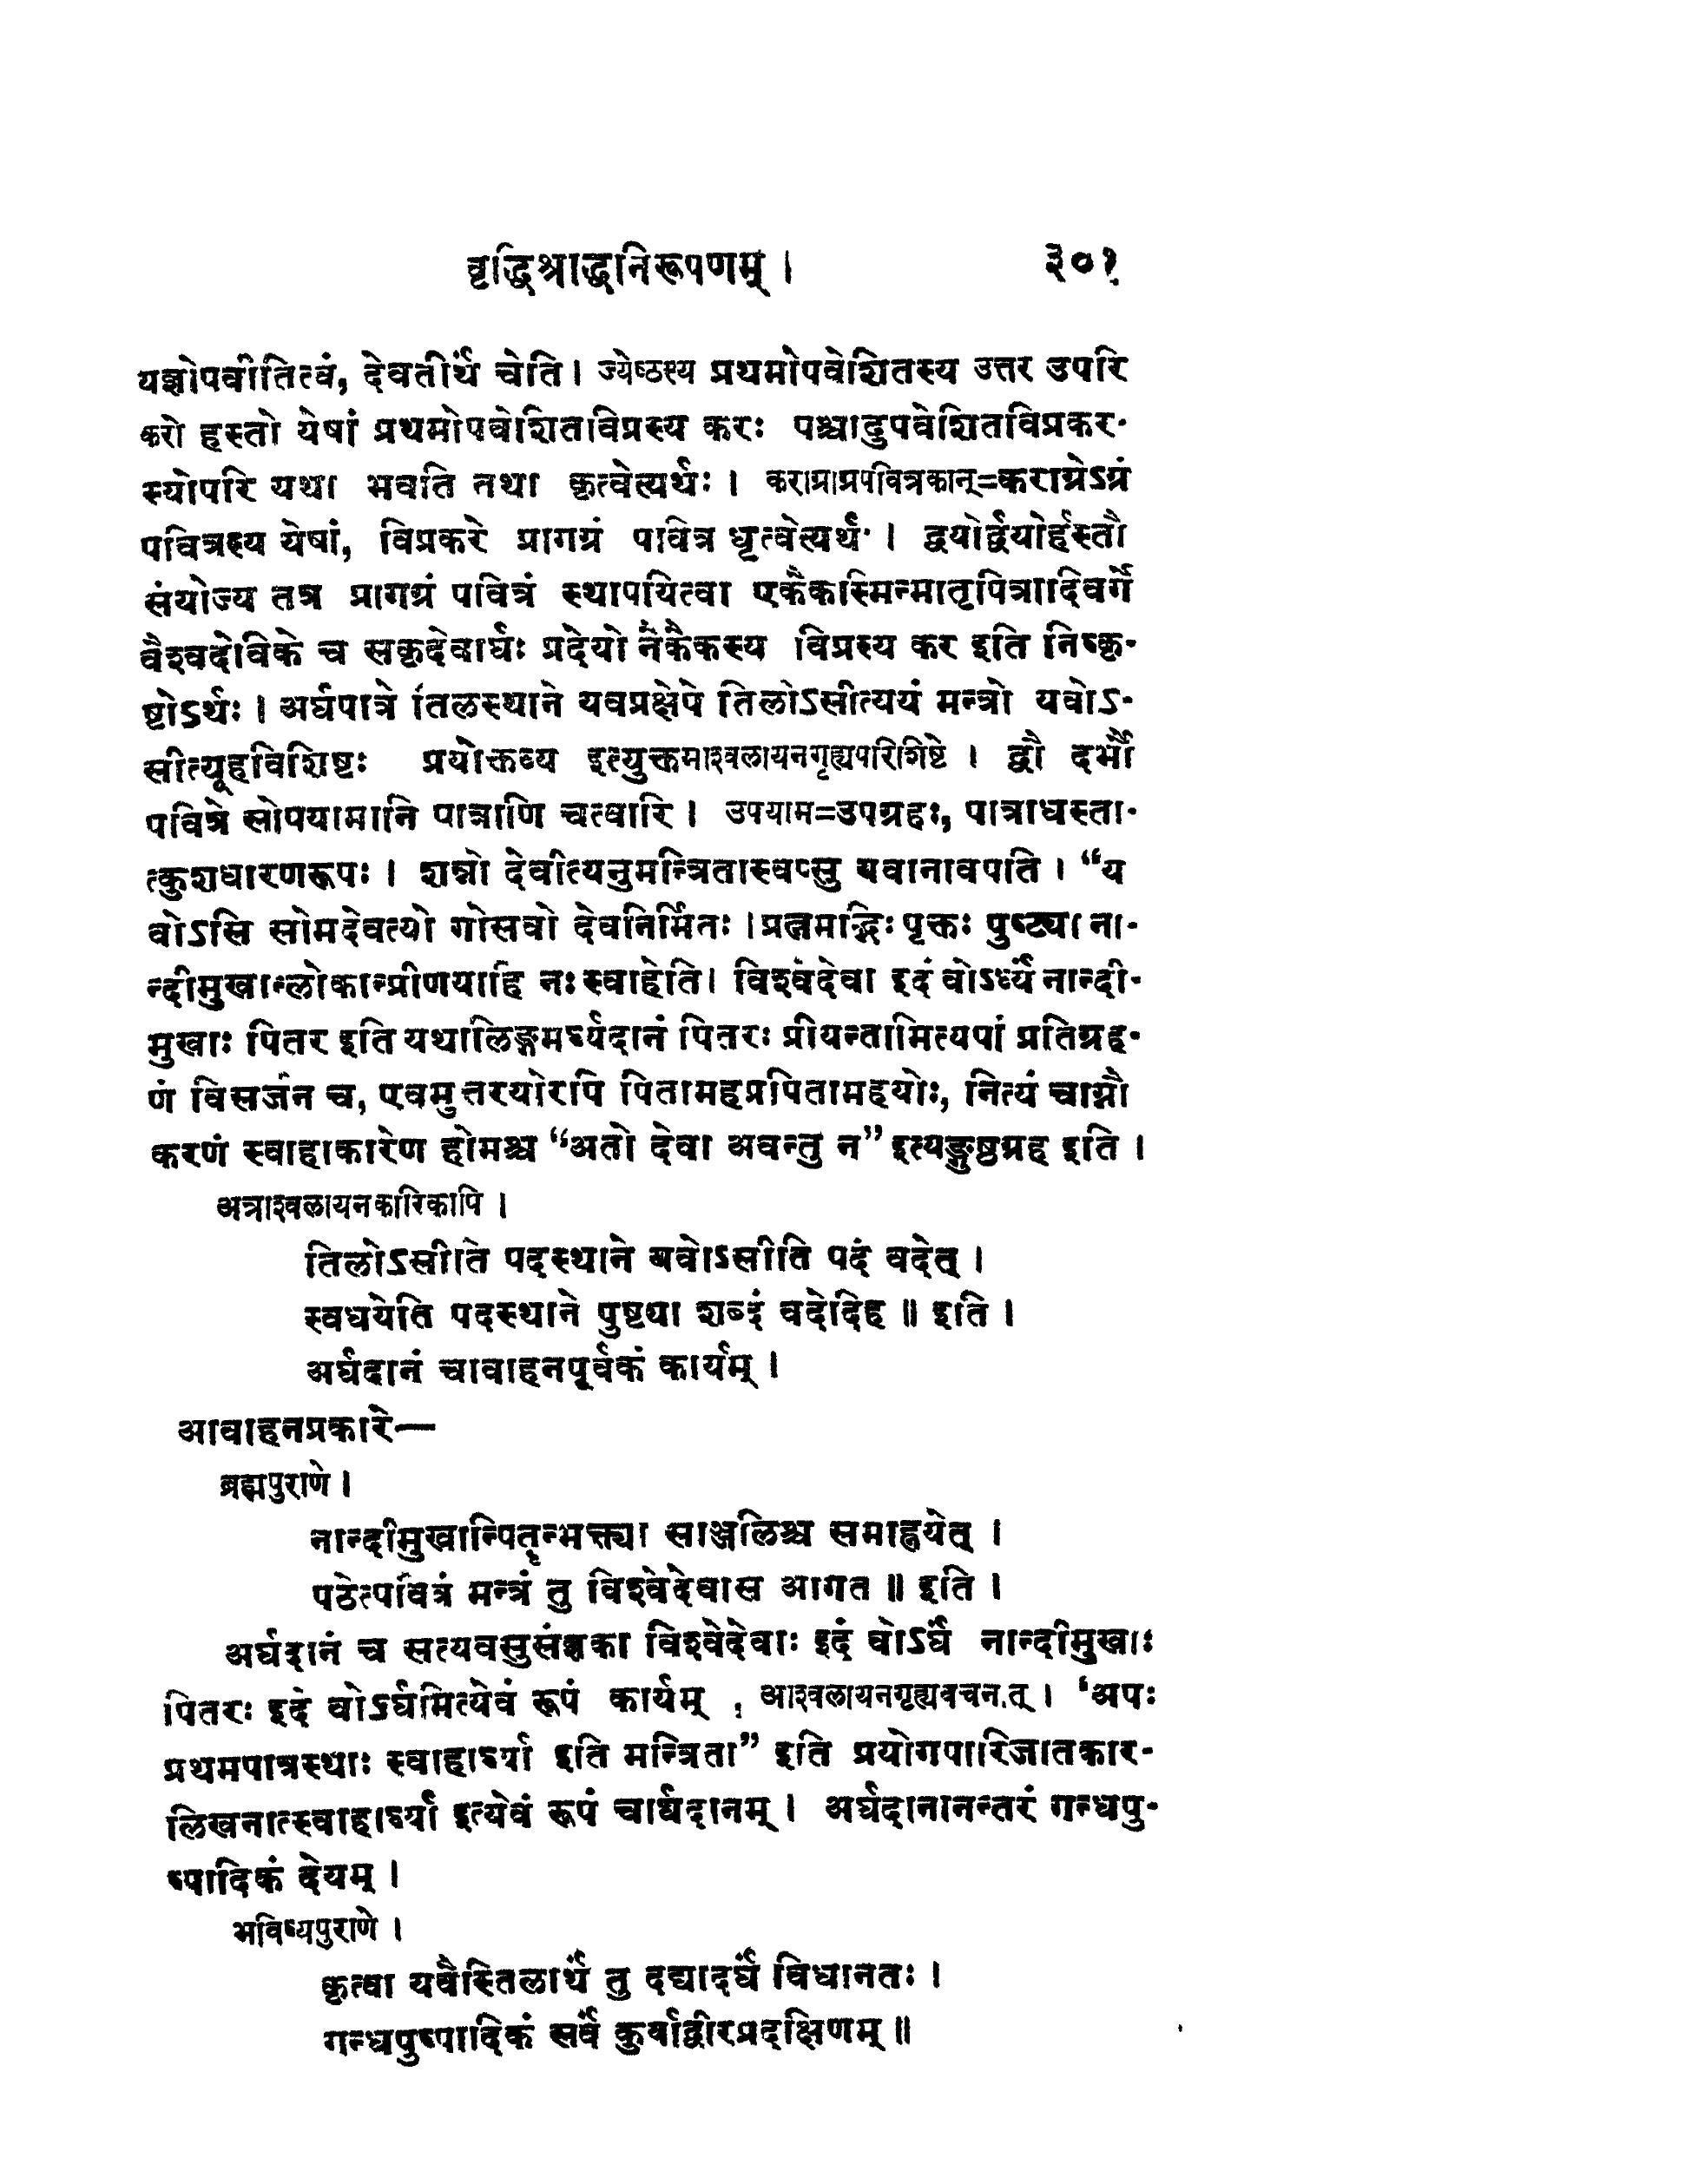 वृद्धिश्राद्धनिरूपणम् । ३०१
यज्ञोपवीतित्वं, देवतीर्थं चेति। ज्येष्ठस्य प्रथमोपवेशितस्य उत्तर उपरि
करो हस्तो येषां प्रथमोपवेशितविप्रस्य करः पश्चादुपवेशितविप्रकर-
स्योपरि यथा भवति तथा कृत्वेत्यर्थः । कराग्राग्रपवित्रकान्=कराग्रेऽग्रं
पवित्रस्य येषां, विप्रकरे प्रागग्रं पवित्र धृत्वेत्यर्थः । द्वयोर्द्वयोर्हस्तौ
संयोज्य तत्र प्रागग्रं पवित्रं स्थापयित्वा एकैकस्मिन्मातृपित्रादिवर्गे
वैश्वदेविके च सकृदेवार्घः प्रदेयो नैकैकस्य विप्रस्य कर इति निष्कृ-
ष्टोऽर्थः । अर्घपात्रे तिलस्थाने यवप्रक्षेपे तिलोऽसीत्ययं मन्त्रो यवोऽ-
सीत्यूहविशिष्टः प्रयोक्तव्य इत्युक्तमाश्वलायनगृह्यपरिशिष्टे । द्वौ दर्भौ
पवित्रे सोपयामानि पात्राणि चत्वारि । उपयाम=उपग्रहः, पात्राधस्ता-
त्कुशधारणरूपः । शन्नो देवीत्यनुमन्त्रितास्वप्सु यवानावपति । “य
वोऽसि सोमदेवत्यो गोसवो देवनिर्मितः । प्रत्नमद्भिः पृक्तः पुष्ट्या ना-
न्दीमुखान्लोकान्प्रीणयाहि नः स्वाहेति। विश्वेदेवा इदं वोऽर्घ्यं नान्दी-
मुखाः पितर इति यथालिङ्गमर्घ्यदानं पितरः प्रीयन्तामित्यपां प्रतिग्रह-
णं विसर्जन च, एवमुत्तरयोरपि पितामहप्रपितामहयोः, नित्यं चाग्नौ
करणं स्वाहाकारेण होमश्च “अतो देवा अवन्तु न” इत्यङ्गुष्ठग्रह इति ।
अत्राश्वलायनकारिकापि ।
तिलोऽसीति पदस्थाने यवोऽसीति पदं वदेत् ।
स्वधयेति पदस्थाने पुष्टया शब्दं वदेदिह ॥ इति ।
अर्घदानं चावाहनपूर्वकं कार्यम् ।
आवाहनप्रकारे—
ब्रह्मपुराणे ।
नान्दीमुखान्पितॄन्भक्त्या साञ्जलिश्च समाह्वयेत् ।
पठेत्पवित्रं मन्त्रं तु विश्वेदेवास आगत ॥ इति ।
अर्घदानं च सत्यवसुसंज्ञका विश्वेदेवाः इदं वोऽर्घं नान्दीमुखाः
पितरः इदं वोऽर्घमित्येवं रूपं कार्यम् , आश्वलायनगृह्यवचनात् । ‘अपः
प्रथमपात्रस्थाः स्वाहार्घ्या इति मन्त्रिता” इति प्रयोगपारिजातकार-
लिखनात्स्वाहार्घ्या इत्येवं रूपं चार्घदानम् । अर्घदानानन्तरं गन्धपु-
ष्पादिकं देयम् ।
भविष्यपुराणे ।
कृत्वा यवैस्तिलार्थं तु दद्यादर्घं विधानतः ।
गन्धपुष्पादिकं सर्वं कुर्याद्वीरप्रदक्षिणम् ॥